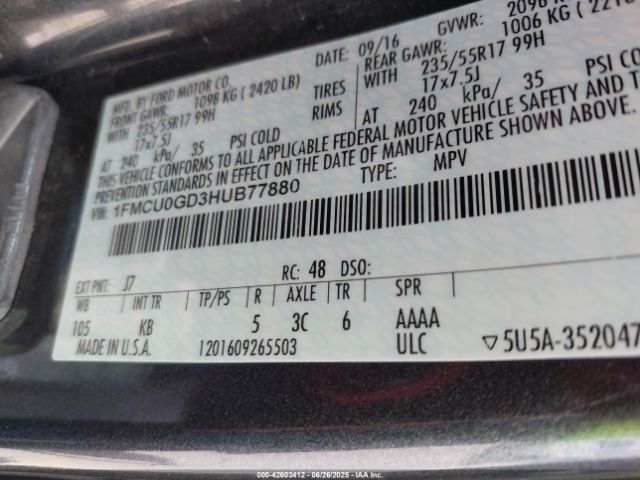 MFD. BY FORD MOTOR CO.
DATE: 09/16
GVWR: 2096
FRONT GAWR: 1098 KG ( 2420 LB)
REAR GAWR: 1006 KG
WITH 235/55R17 99H TIRES
WITH 235/55R17 99H
17x7.5J RIMS
17x7.5J
AT 240 kPa/ 35 PSI COLD
AT 240 kPa/ 35 PSI COLD
THIS VEHICLE CONFORMS TO ALL APPLICABLE FEDERAL MOTOR VEHICLE SAFETY AND
PREVENTION STANDARDS IN EFFECT ON THE DATE OF MANUFACTURE SHOWN ABOVE.
VIN: 1FMCU0GD3HUB77880
TYPE: MPV
EXT PNT: J7 RC: 48 DSO:
WB INT TR TP/PS R AXLE TR SPR
105 KB 5 3C 6 AAAA
MADE IN U.S.A. 1201609265503 ULC ▽5U5A-352047
000-42603412 | 06/26/2025 | IAA Inc.